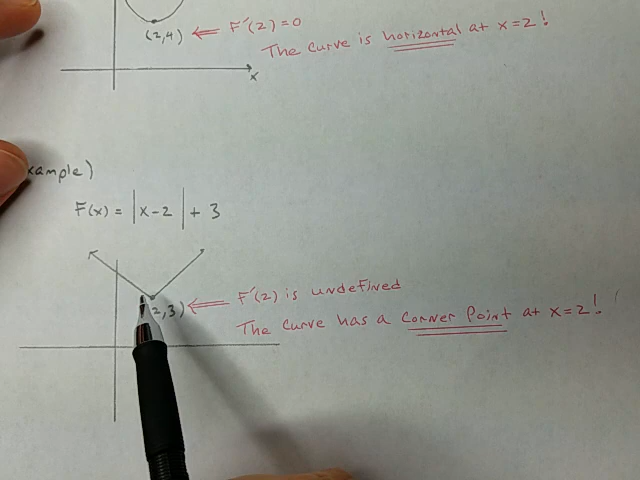 (2,4) ← F'(2)=0
The curve is horizontal at x=2!
x
xample)
F(x) = |x-2| + 3
2,3) ← F'(2) is undefined
The curve has a corner point at x=2!